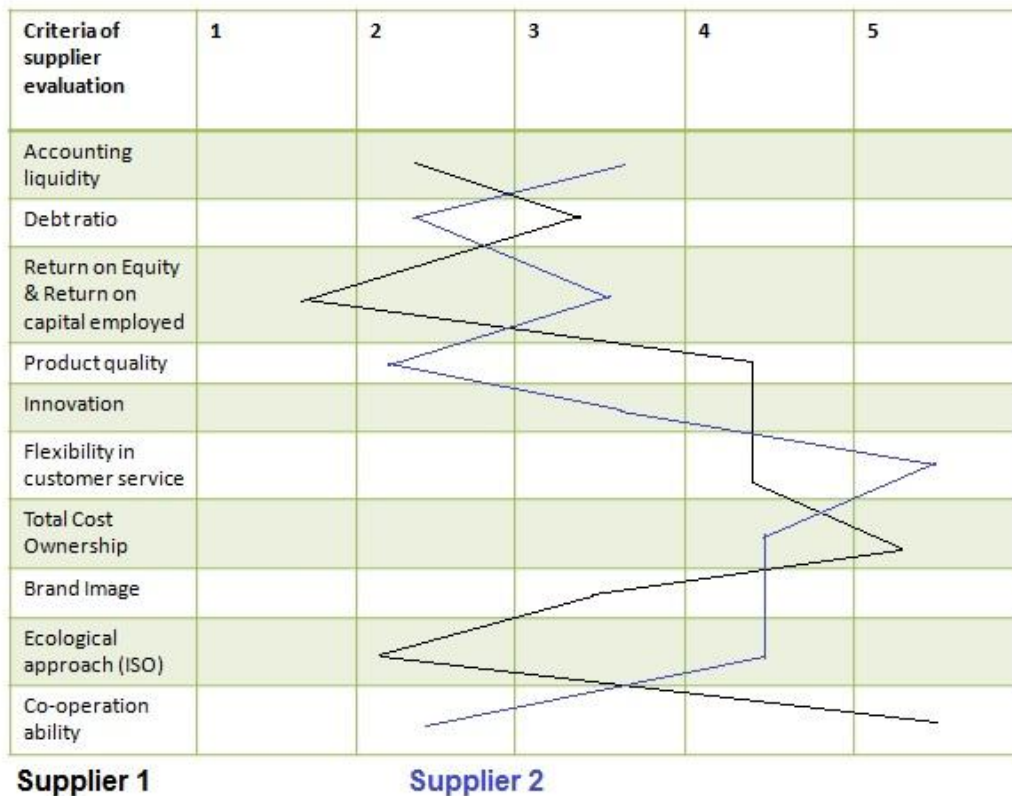 Criteria of
supplier
evaluation
1
2
3
4
5
Accounting
liquidity
Debt ratio
Return on Equity
& Return on
capital employed
Product quality
Innovation
Flexibility in
customer service
Total Cost
Ownership
Brand Image
Ecological
approach (ISO)
Co-operation
ability
Supplier 1
Supplier 2